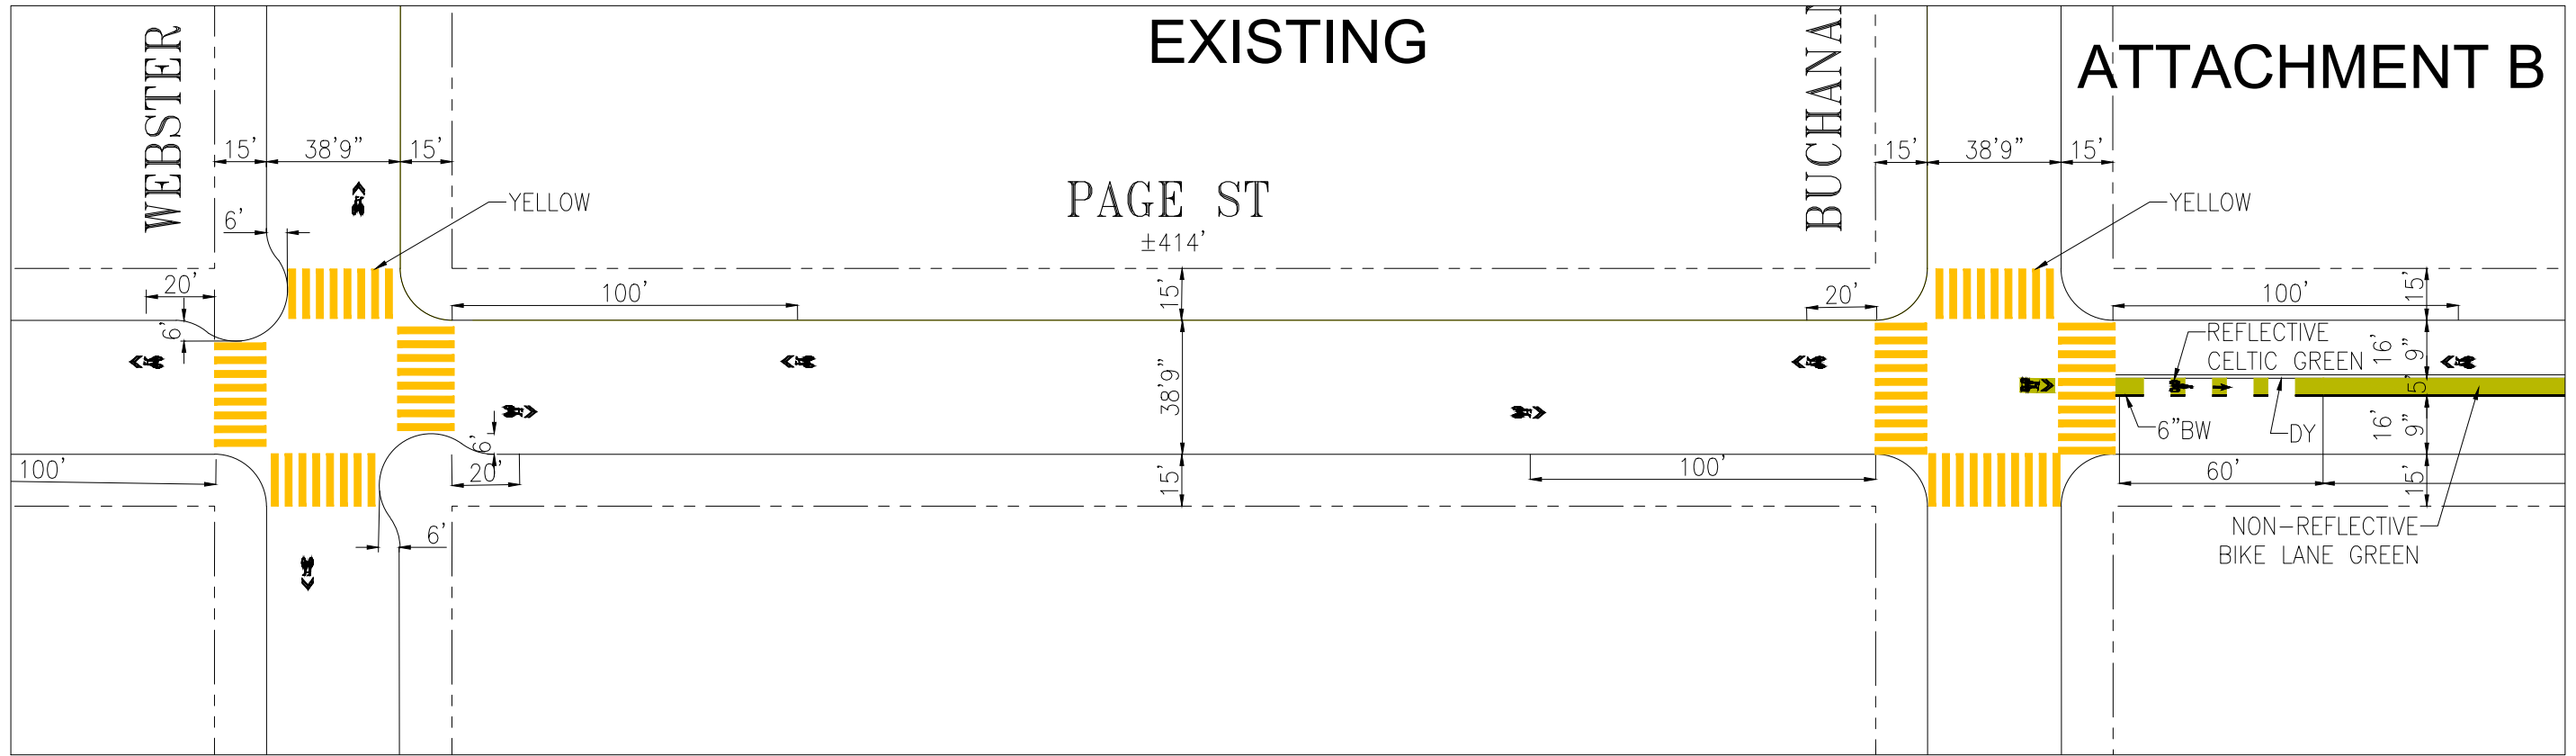 EXISTING
ATTACHMENT B
WEBSTER
BUCHANAN
15' 38'9" 15'
15' 38'9" 15'
YELLOW
PAGE ST
±414'
YELLOW
6'
20'
100'
15'
20'
100'
15'
6'
REFLECTIVE
CELTIC GREEN
16'
9"
38'9"
5'
6"BW
DY
16'
9"
6'
100'
20'
15'
100'
60'
15'
6'
NON-REFLECTIVE
BIKE LANE GREEN